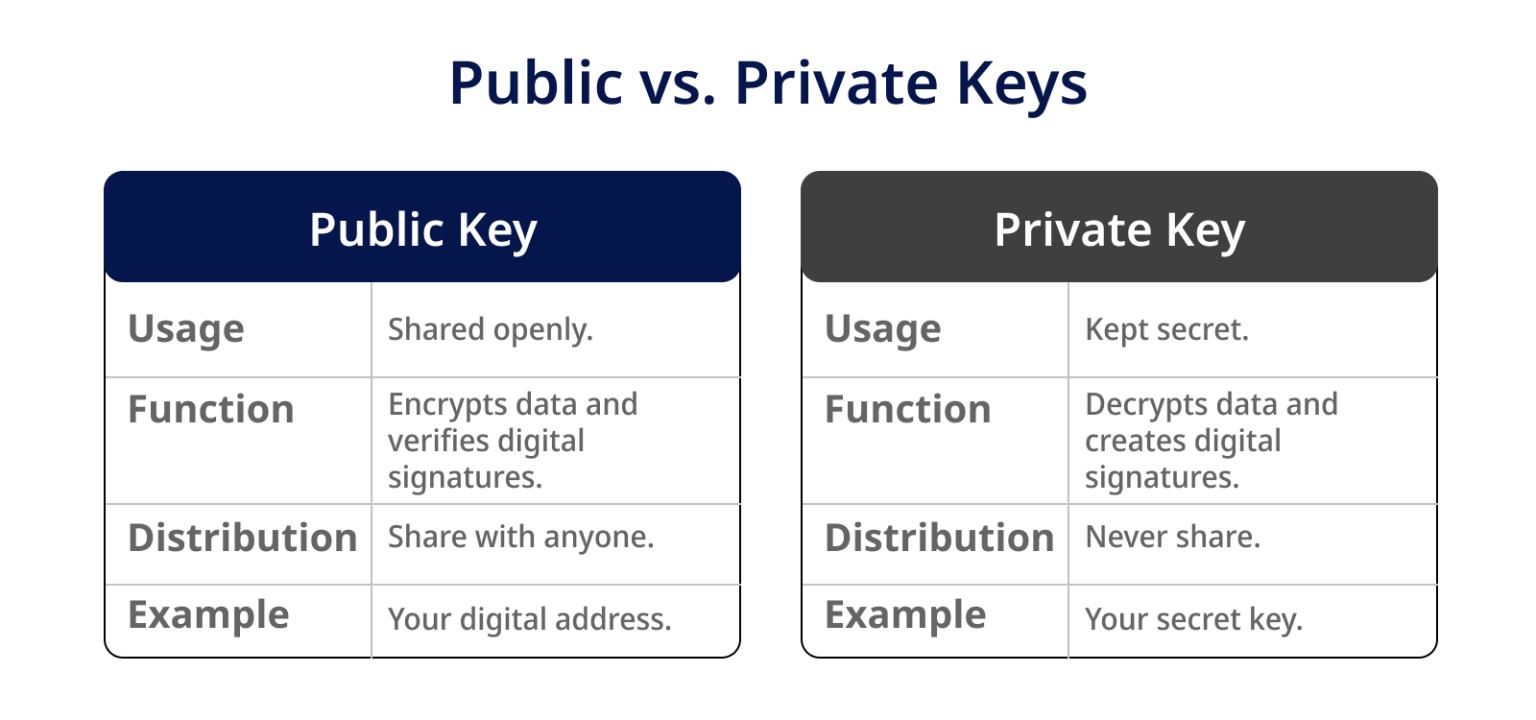 Public vs. Private Keys
Public Key
Usage
Shared openly.
Function
Encrypts data and
verifies digital
signatures.
Distribution
Share with anyone.
Example
Your digital address.
Private Key
Usage
Kept secret.
Function
Decrypts data and
creates digital
signatures.
Distribution
Never share.
Example
Your secret key.